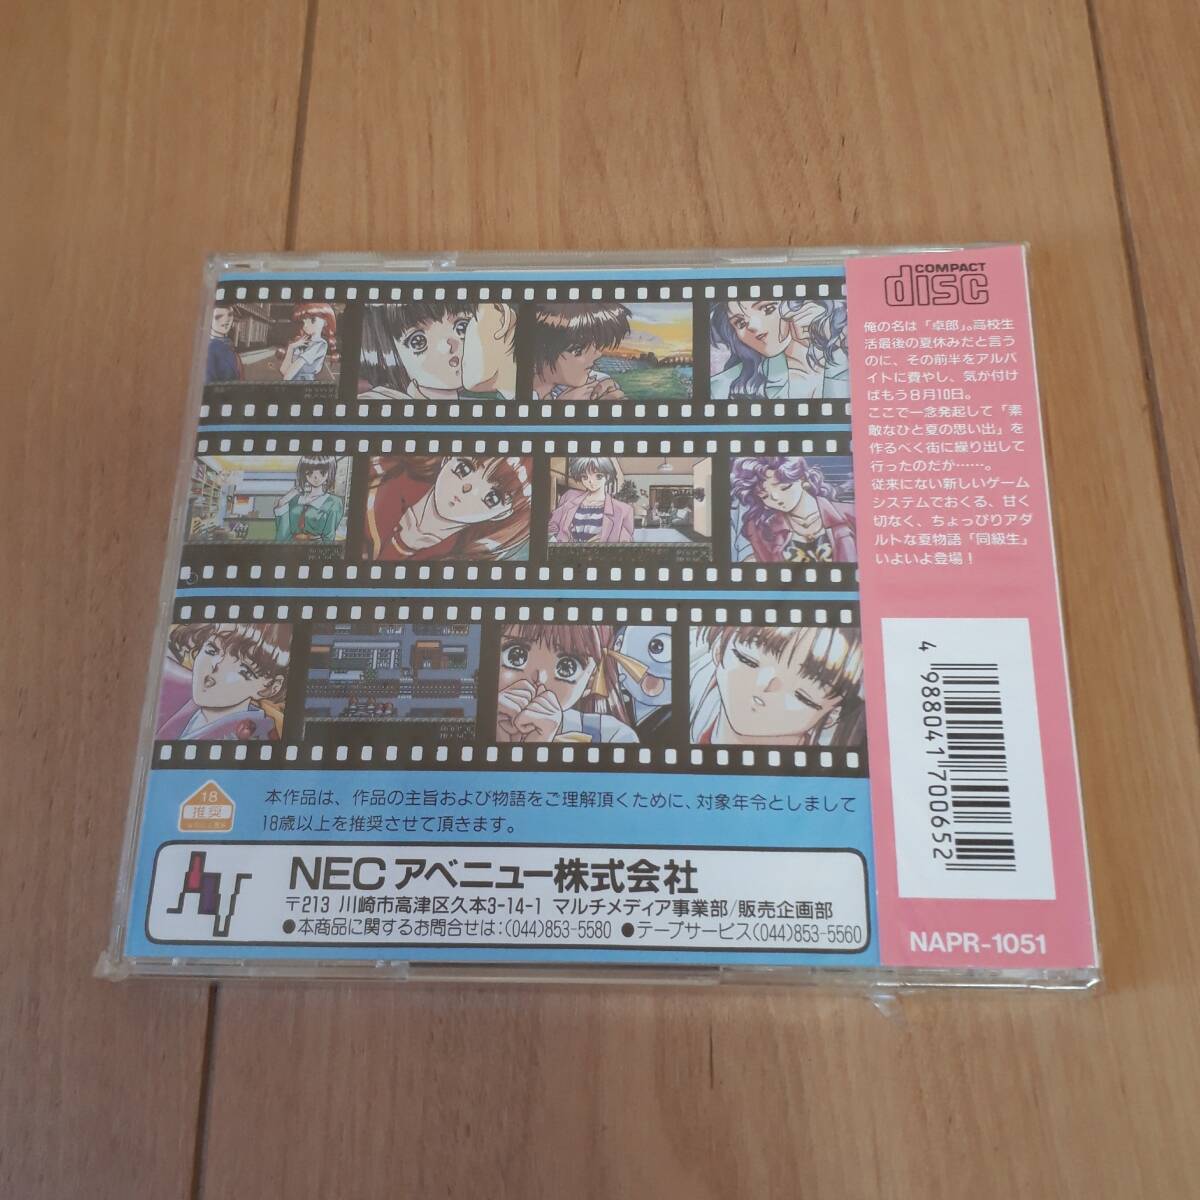 COMPACT
disc
俺の名は「卓郎」。高校生
活最後の夏休みだと言う
のに、その前半をアルバ
イトに費やし、気が付け
ばもう8月10日。
ここで一念発起して「素
敵なひと夏の思い出」を
作るべく街に繰り出して
行ったのだが……。
従来にない新しいゲーム
システムでおくる、甘く
切なく、ちょっぴりアダ
ルトな夏物語「同級生」
いよいよ登場！
4 988041 700652
NAPR-1051
18
推奨
本作品は、作品の主旨および物語をご理解頂くために、対象年令としまして
18歳以上を推奨させて頂きます。
NEC アベニュー株式会社
〒213 川崎市高津区久本3-14-1 マルチメディア事業部/販売企画部
●本商品に関するお問合せは:(044)853-5580 ●テープサービス(044)853-5560